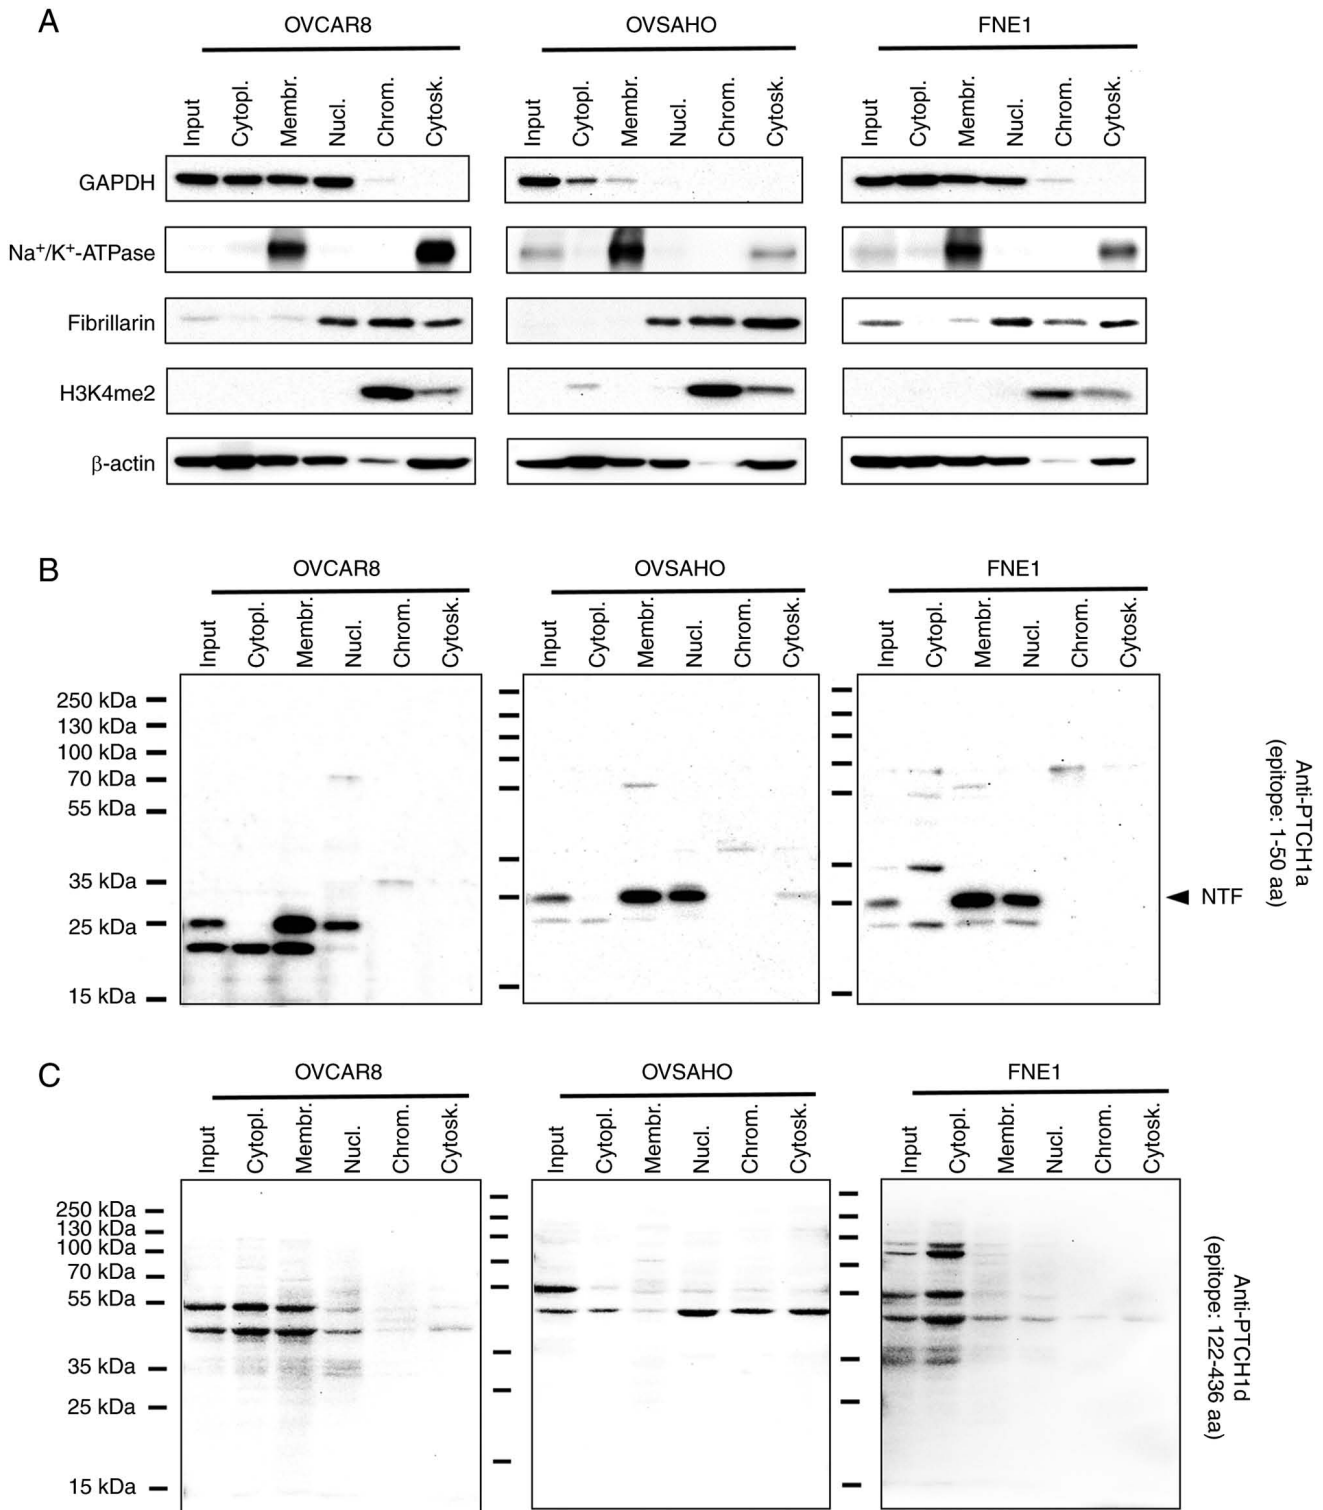 A
OVCAR8 OVSAHO FNE1
Input Cytopl. Membr. Nucl. Chrom. Cytosk. Input Cytopl. Membr. Nucl. Chrom. Cytosk. Input Cytopl. Membr. Nucl. Chrom. Cytosk.
GAPDH
Na+/K+-ATPase
Fibrillarin
H3K4me2
β-actin
B
OVCAR8 OVSAHO FNE1
Input Cytopl. Membr. Nucl. Chrom. Cytosk. Input Cytopl. Membr. Nucl. Chrom. Cytosk. Input Cytopl. Membr. Nucl. Chrom. Cytosk.
250 kDa
130 kDa
100 kDa
70 kDa
55 kDa
35 kDa
25 kDa
15 kDa
NTF
Anti-PTCH1a
(epitope: 1-50 aa)
C
OVCAR8 OVSAHO FNE1
Input Cytopl. Membr. Nucl. Chrom. Cytosk. Input Cytopl. Membr. Nucl. Chrom. Cytosk. Input Cytopl. Membr. Nucl. Chrom. Cytosk.
250 kDa
130 kDa
100 kDa
70 kDa
55 kDa
35 kDa
25 kDa
15 kDa
Anti-PTCH1d
(epitope: 122-436 aa)